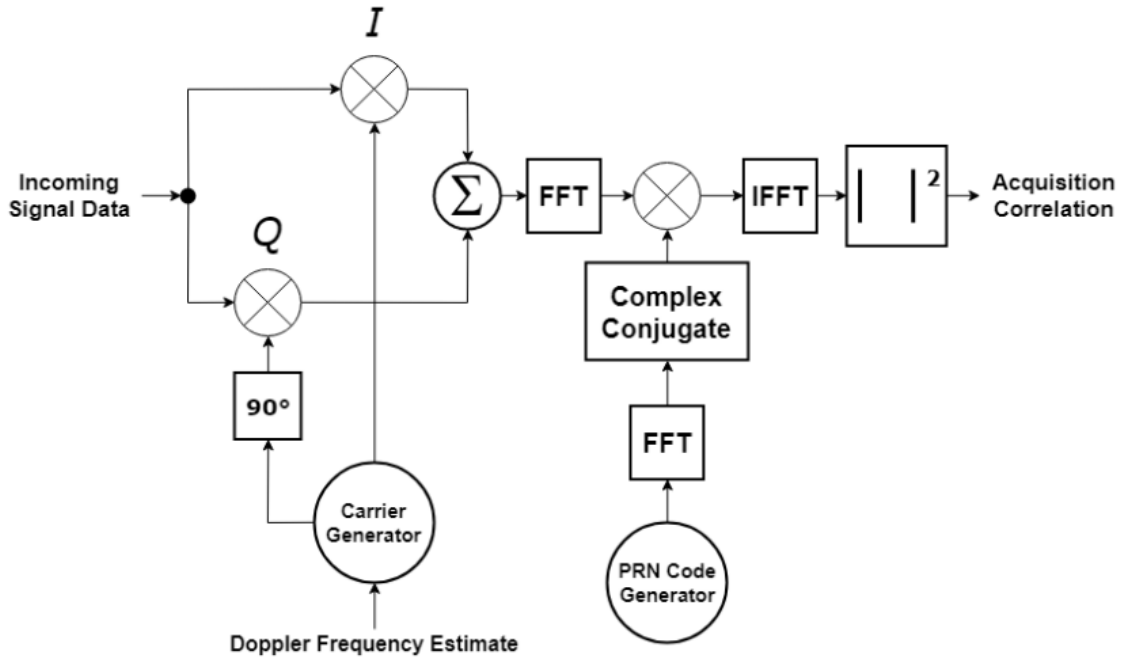 I
Incoming
Signal Data
Q
Σ
FFT
IFFT
| |²
Acquisition
Correlation
Complex
Conjugate
90°
FFT
Carrier
Generator
PRN Code
Generator
Doppler Frequency Estimate